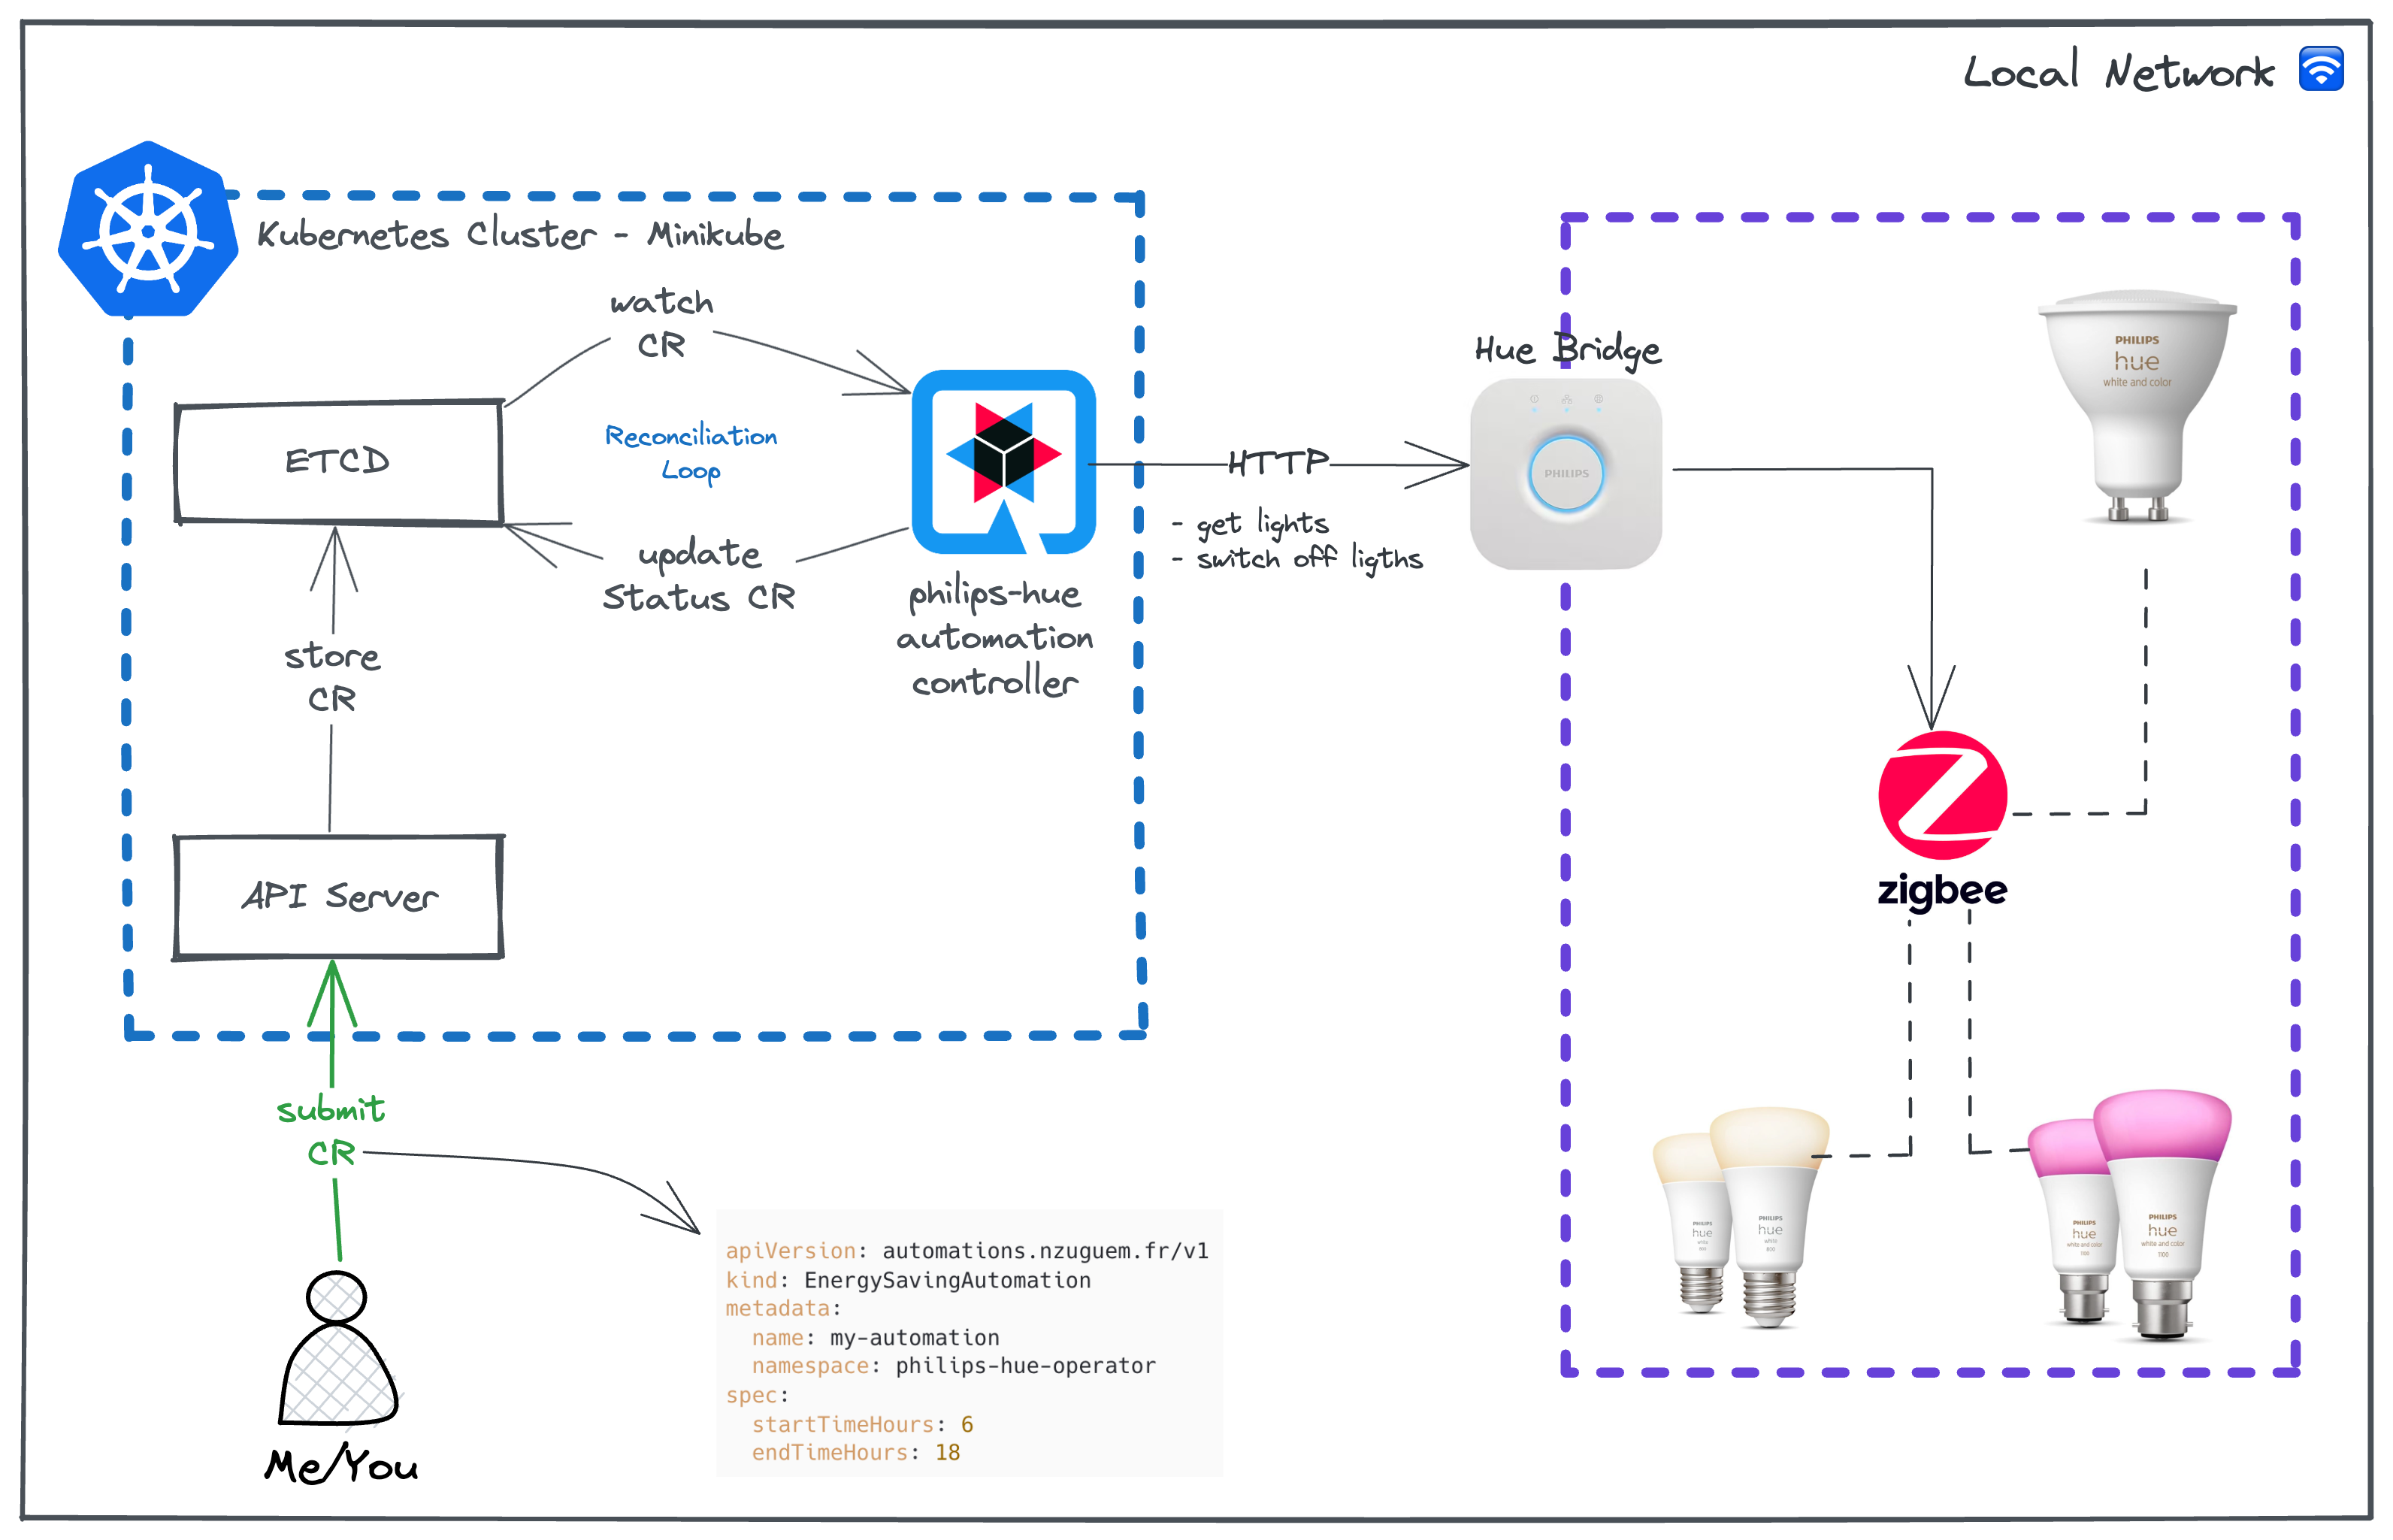 Local Network
Kubernetes Cluster - Minikube
watch
CR
Reconciliation
Loop
ETCD
update
Status CR
philips-hue
automation
controller
store
CR
API Server
submit
CR
Me/You
HTTP
- get lights
- switch off ligths
Hue Bridge
PHILIPS
PHILIPS
hue
white and color
zigbee
PHILIPS
hue
white
PHILIPS
hue
white
800
PHILIPS
hue
white and color
1100
PHILIPS
hue
white and color
1100
apiVersion: automations.nzuguem.fr/v1
kind: EnergySavingAutomation
metadata:
  name: my-automation
  namespace: philips-hue-operator
spec:
  startTimeHours: 6
  endTimeHours: 18